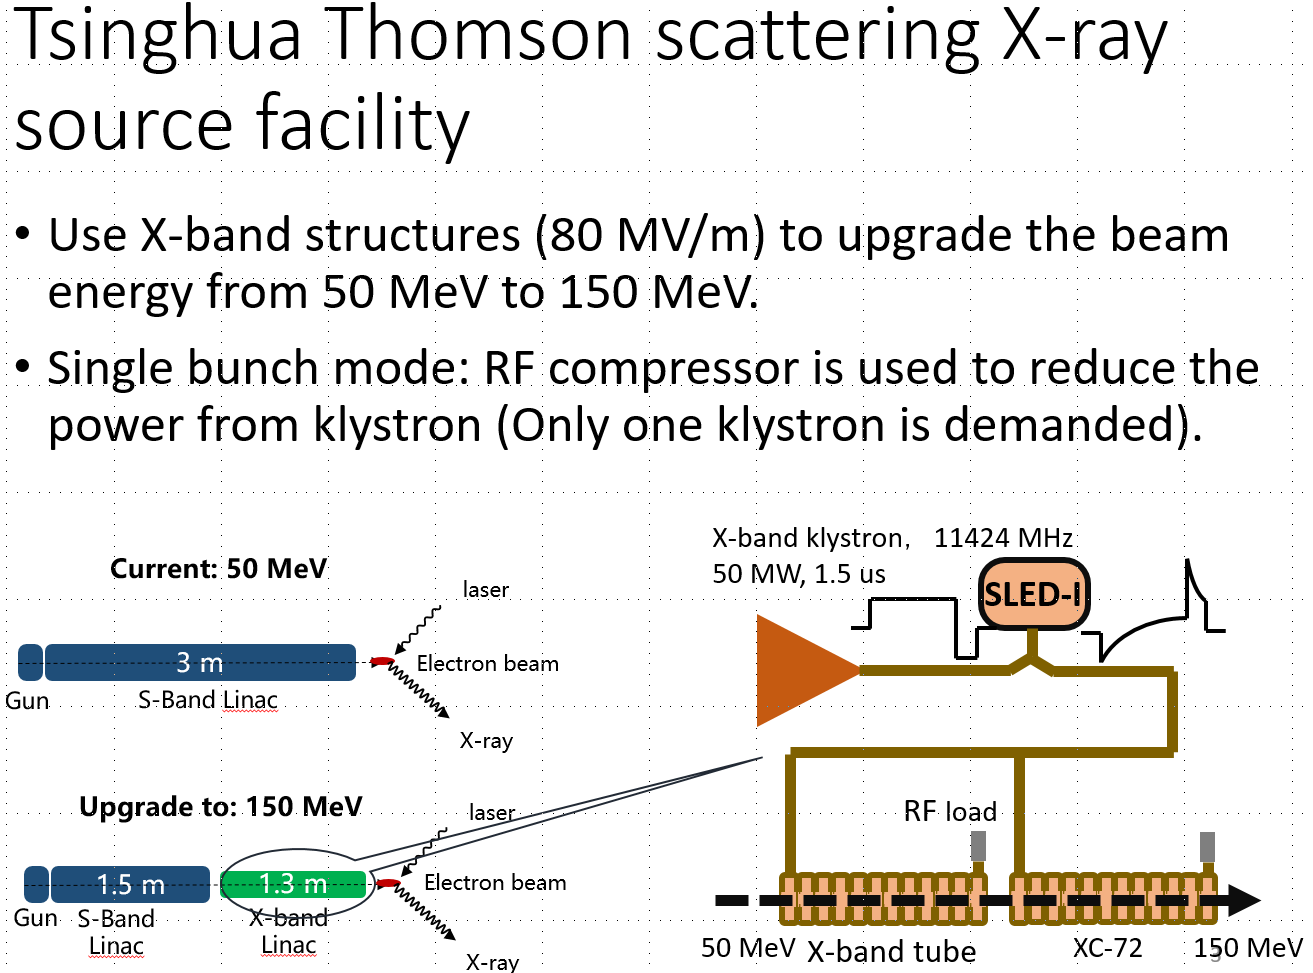 Tsinghua Thomson scattering X-ray
source facility
• Use X-band structures (80 MV/m) to upgrade the beam
energy from 50 MeV to 150 MeV.
• Single bunch mode: RF compressor is used to reduce the
power from klystron (Only one klystron is demanded).
Current: 50 MeV
laser
3 m
Electron beam
Gun
S-Band Linac
X-ray
Upgrade to: 150 MeV
laser
1.5 m
1.3 m
Electron beam
Gun
S-Band
Linac
X-band
Linac
X-ray
X-band klystron, 11424 MHz
50 MW, 1.5 us
SLED-I
RF load
50 MeV
X-band tube
XC-72
150 MeV